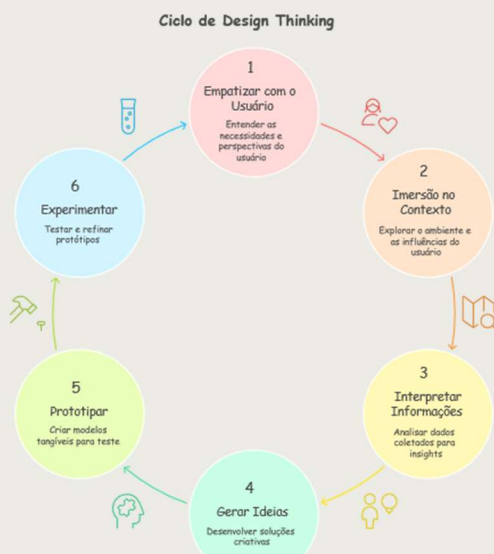 Ciclo de Design Thinking
1
Empatizar com o
Usuário
Entender as
necessidades e
perspectivas do
usuário
2
Imersão no
Contexto
Explorar o ambiente e
as influências do
usuário
3
Interpretar
Informações
Analisar dados
coletados para
insights
4
Gerar Ideias
Desenvolver soluções
criativas
5
Prototipar
Criar modelos
tangíveis para teste
6
Experimentar
Testar e refinar
protótipos